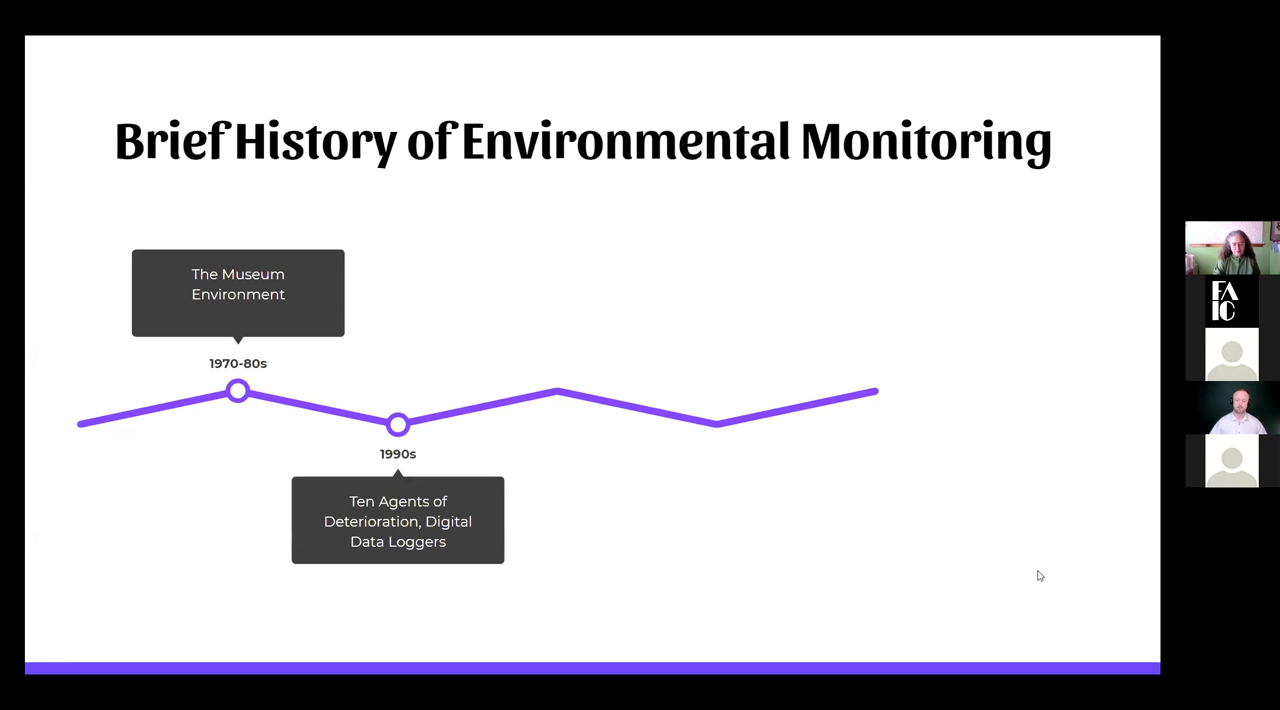 Brief History of Environmental Monitoring
The Museum
Environment
1970-80s
1990s
Ten Agents of
Deterioration, Digital
Data Loggers
FA
IC